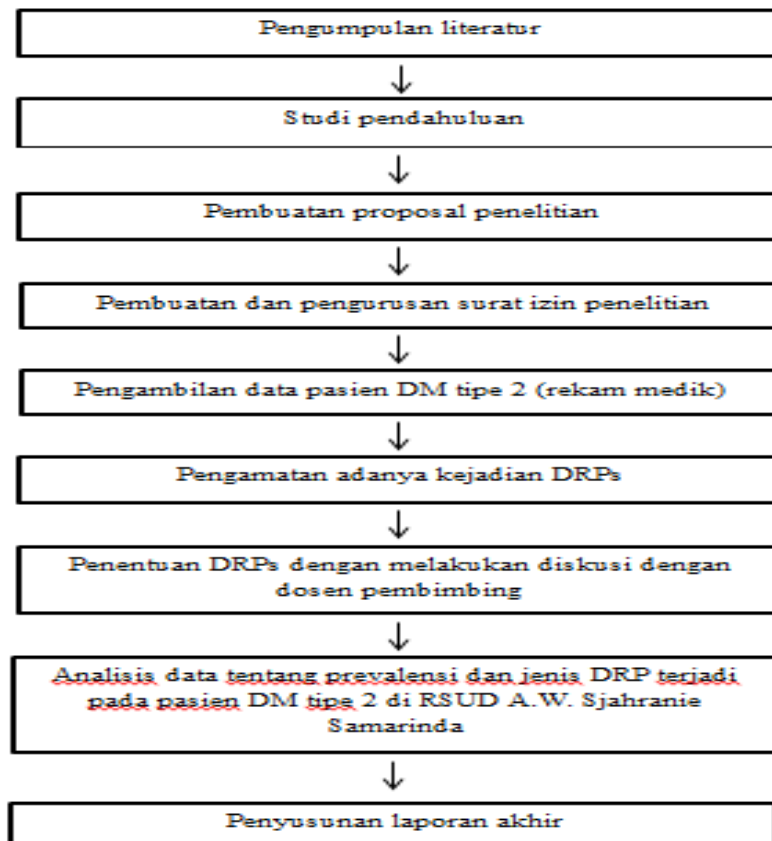 Pengumpulan literatur
↓
Studi pendahuluan
↓
Pembuatan proposal penelitian
↓
Pembuatan dan pengurusan surat izin penelitian
↓
Pengambilan data pasien DM tipe 2 (rekam medik)
↓
Pengamatan adanya kejadian DRPs
↓
Penentuan DRPs dengan melakukan diskusi dengan
dosen pembimbing
↓
Analisis data tentang prevalensi dan jenis DRP terjadi
pada pasien DM tipe 2 di RSUD A.W. Sjahranie
Samarinda
↓
Penyusunan laporan akhir